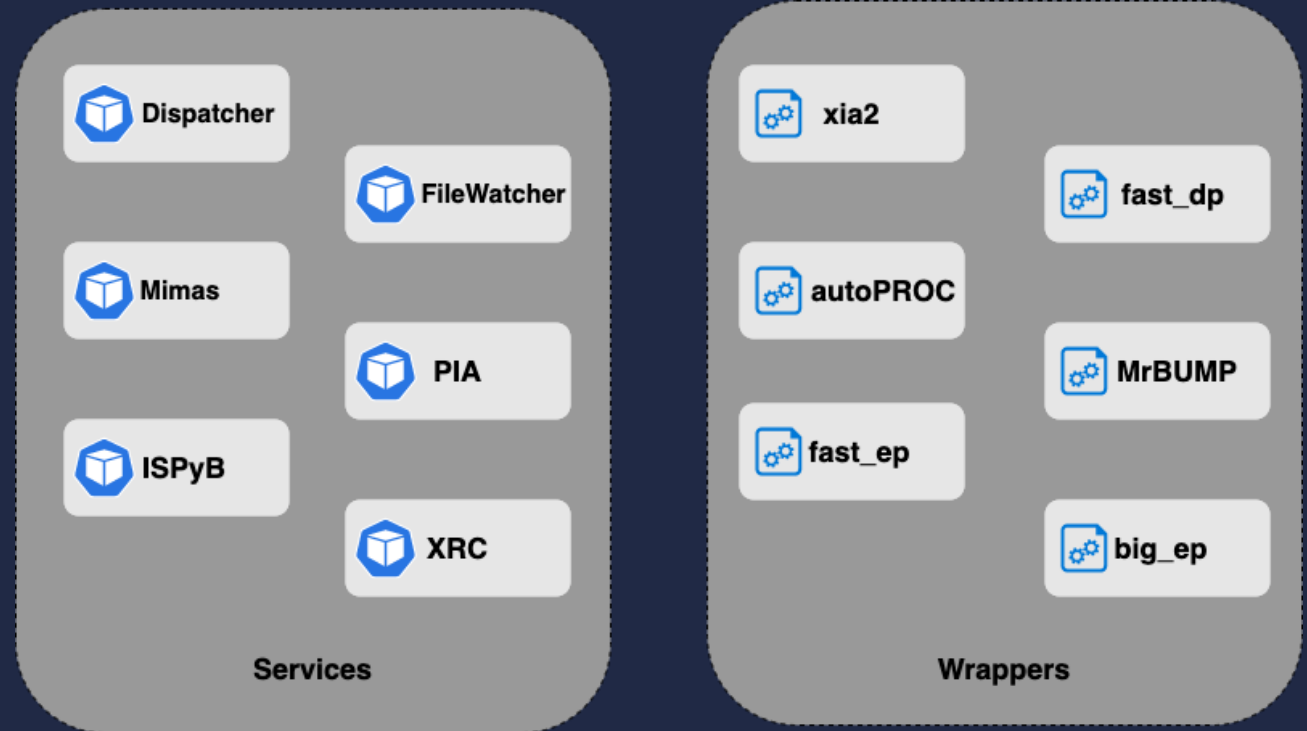 Dispatcher
FileWatcher
Mimas
PIA
ISPyB
XRC
Services
xia2
fast_dp
autoPROC
MrBUMP
fast_ep
big_ep
Wrappers